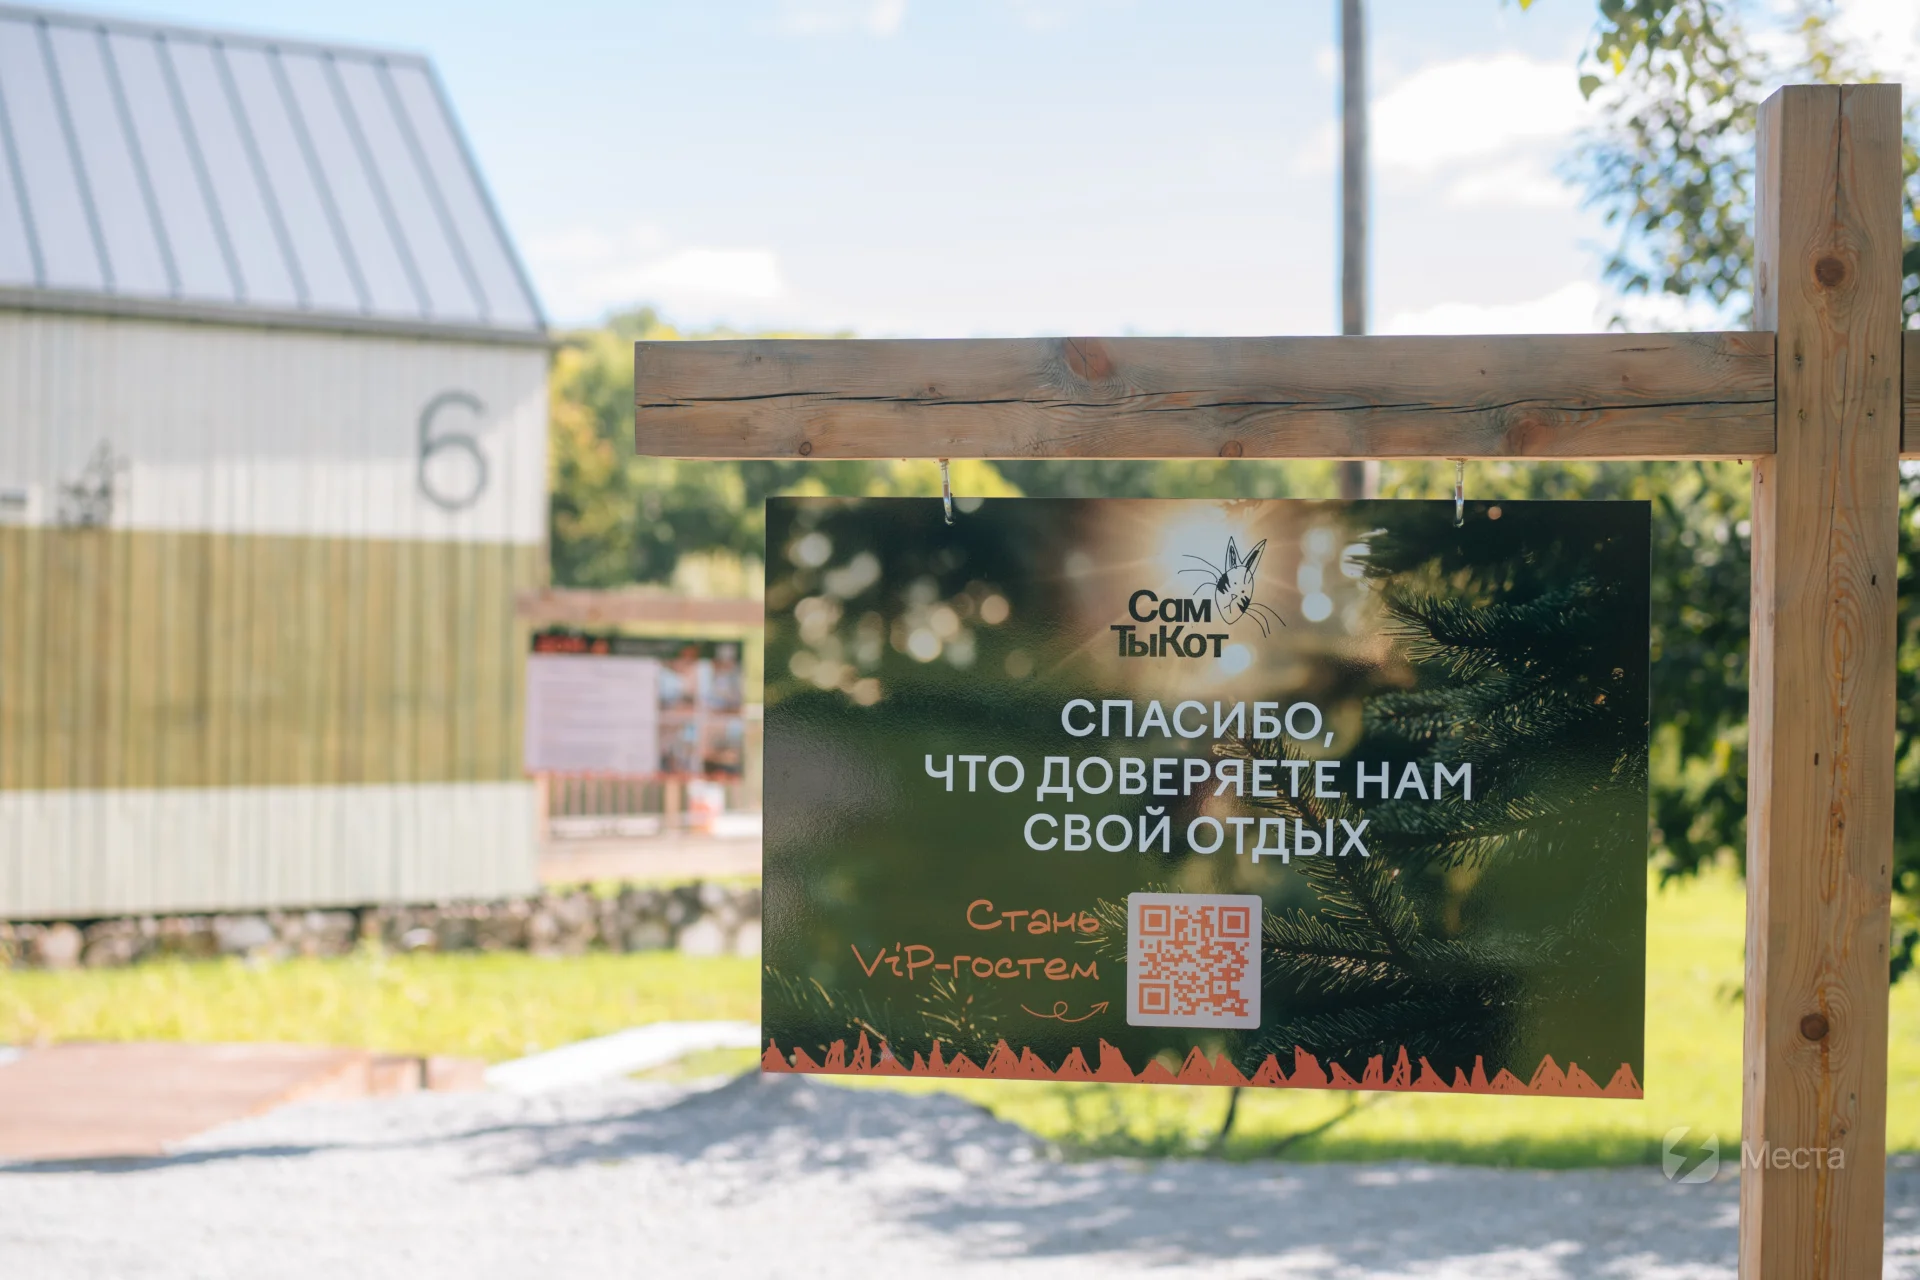 6
Сам
ТыКот
СПАСИБО,
ЧТО ДОВЕРЯЕТЕ НАМ
СВОЙ ОТДЫХ
Стань
ViP-гостем
Места